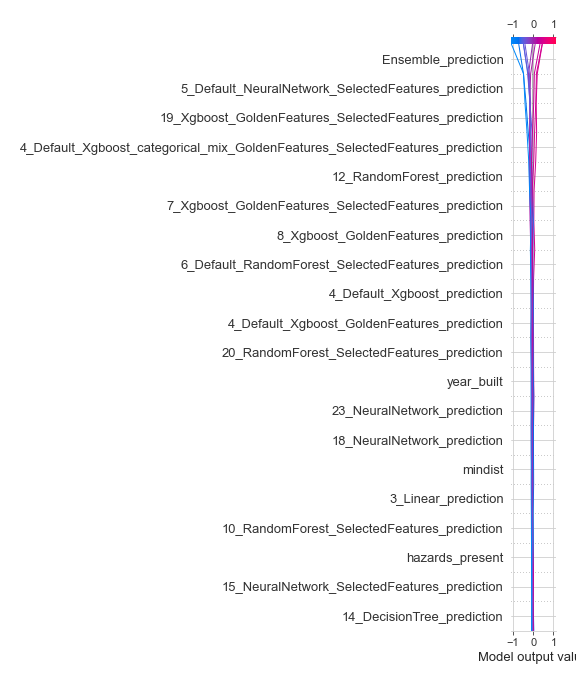 −1 0 1
Ensemble_prediction
5_Default_NeuralNetwork_SelectedFeatures_prediction
19_Xgboost_GoldenFeatures_SelectedFeatures_prediction
4_Default_Xgboost_categorical_mix_GoldenFeatures_SelectedFeatures_prediction
12_RandomForest_prediction
7_Xgboost_GoldenFeatures_SelectedFeatures_prediction
8_Xgboost_GoldenFeatures_prediction
6_Default_RandomForest_SelectedFeatures_prediction
4_Default_Xgboost_prediction
4_Default_Xgboost_GoldenFeatures_prediction
20_RandomForest_SelectedFeatures_prediction
year_built
23_NeuralNetwork_prediction
18_NeuralNetwork_prediction
mindist
3_Linear_prediction
10_RandomForest_SelectedFeatures_prediction
hazards_present
15_NeuralNetwork_SelectedFeatures_prediction
14_DecisionTree_prediction
−1 0 1
Model output valu